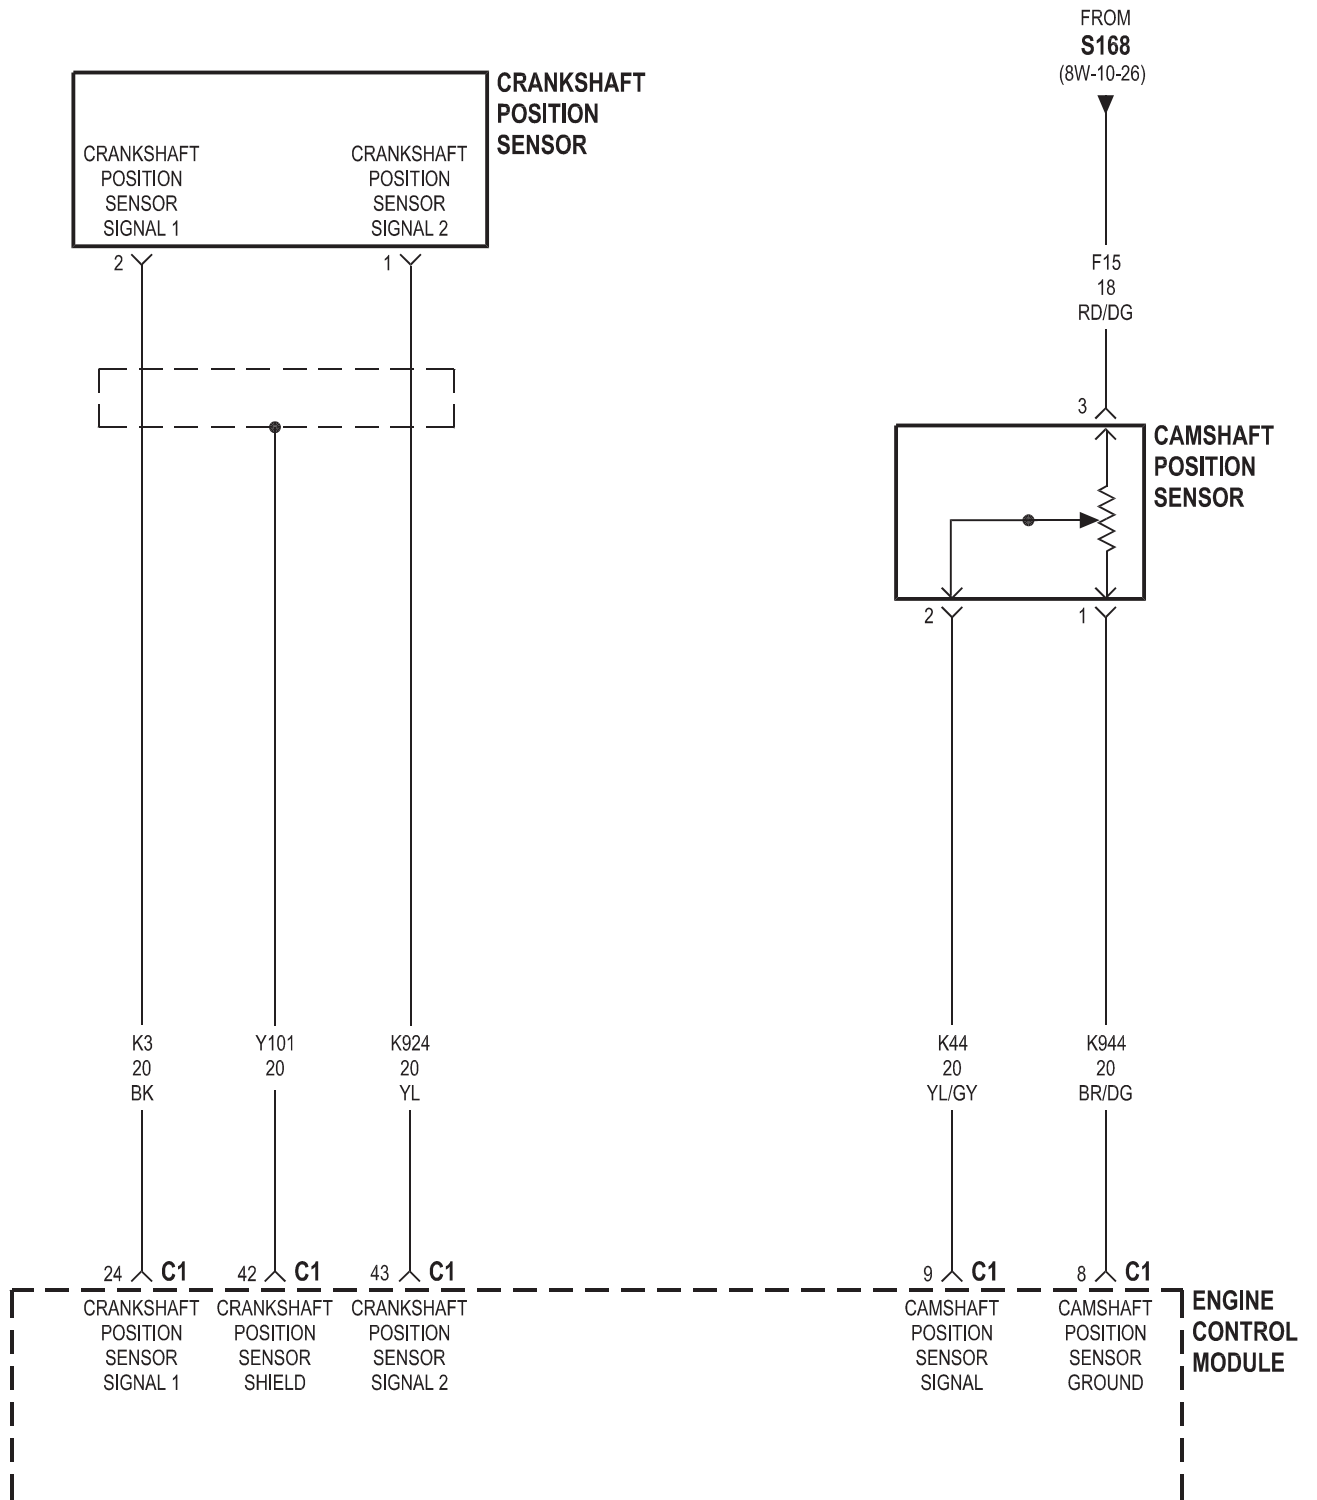 FROM
S168
(8W-10-26)
CRANKSHAFT
POSITION
SENSOR
CRANKSHAFT
POSITION
SENSOR
SIGNAL 1
CRANKSHAFT
POSITION
SENSOR
SIGNAL 2
2
1
F15
18
RD/DG
3
CAMSHAFT
POSITION
SENSOR
2
1
K3
20
BK
Y101
20
K924
20
YL
K44
20
YL/GY
K944
20
BR/DG
24 C1
42 C1
43 C1
9 C1
8 C1
CRANKSHAFT
POSITION
SENSOR
SIGNAL 1
CRANKSHAFT
POSITION
SENSOR
SHIELD
CRANKSHAFT
POSITION
SENSOR
SIGNAL 2
CAMSHAFT
POSITION
SENSOR
SIGNAL
CAMSHAFT
POSITION
SENSOR
GROUND
ENGINE
CONTROL
MODULE